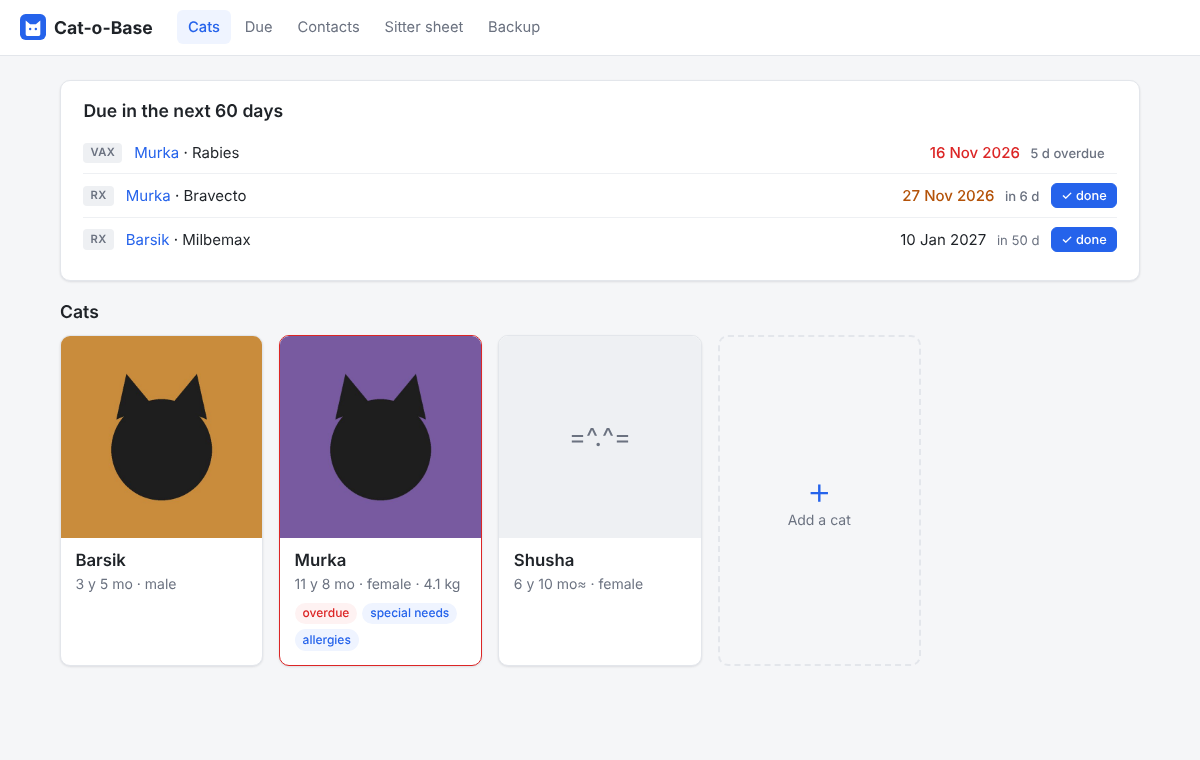 Cat-o-Base Cats Due Contacts Sitter sheet Backup
Due in the next 60 days
VAX Murka · Rabies 16 Nov 2026 5 d overdue
RX Murka · Bravecto 27 Nov 2026 in 6 d ✓ done
RX Barsik · Milbemax 10 Jan 2027 in 50 d ✓ done
Cats
=^.^=
+
Add a cat
Barsik
3 y 5 mo · male
Murka
11 y 8 mo · female · 4.1 kg
overdue special needs
allergies
Shusha
6 y 10 mo≈ · female